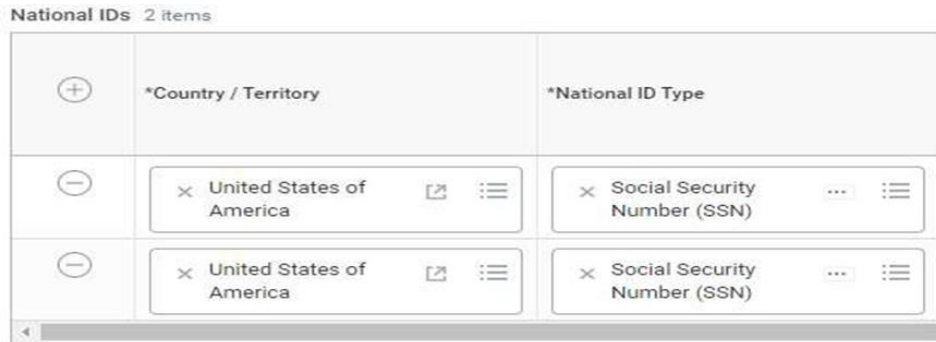 National IDs 2 items
*Country / Territory *National ID Type
United States of Social Security
America Number (SSN)
United States of Social Security
America Number (SSN)